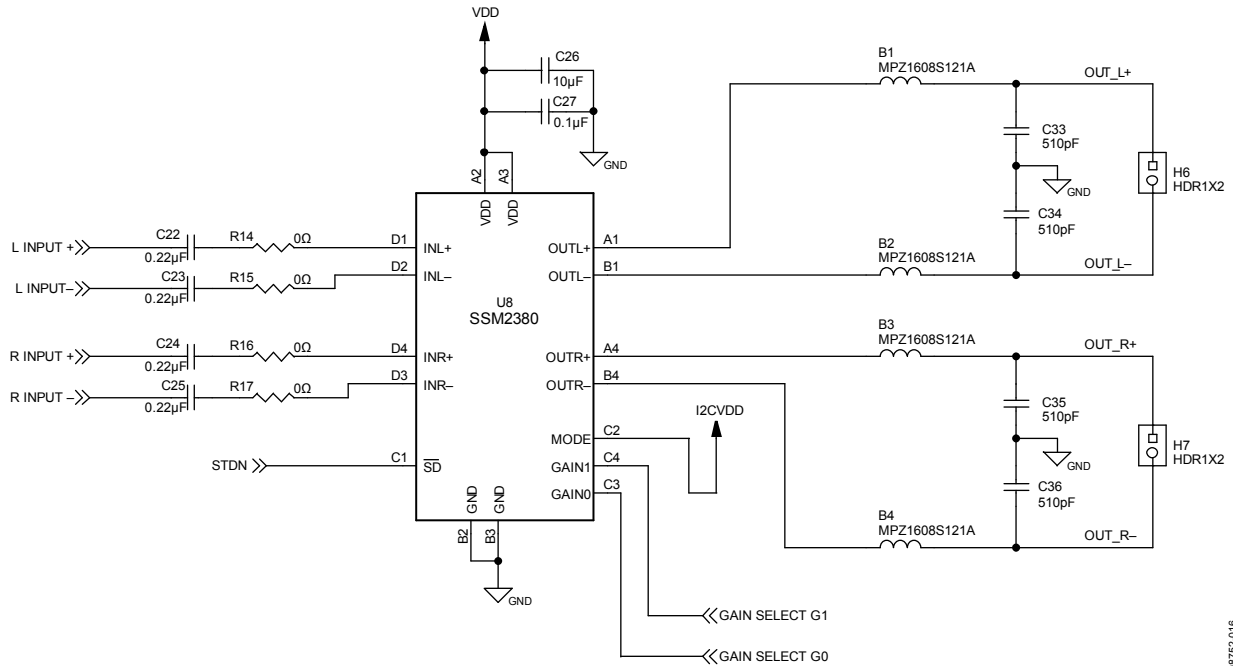 VDD
C26
10µF
C27
0.1µF
GND
A2
A3
VDD
VDD
L INPUT +
C22
0.22µF
R14
0Ω
D1
INL+
L INPUT–
C23
0.22µF
R15
0Ω
D2
INL–
R INPUT +
C24
0.22µF
R16
0Ω
D4
INR+
R INPUT –
C25
0.22µF
R17
0Ω
D3
INR–
STDN
C1
SD
U8
SSM2380
GND
GND
B2
B3
GND
OUTL+
A1
OUTL–
B1
OUTR+
A4
OUTR–
B4
MODE
C2
I2CVDD
GAIN1
C4
GAIN0
C3
GAIN SELECT G1
GAIN SELECT G0
B1
MPZ1608S121A
OUT_L+
C33
510pF
GND
C34
510pF
H6
HDR1X2
B2
MPZ1608S121A
OUT_L–
B3
MPZ1608S121A
OUT_R+
C35
510pF
GND
C36
510pF
H7
HDR1X2
B4
MPZ1608S121A
OUT_R–